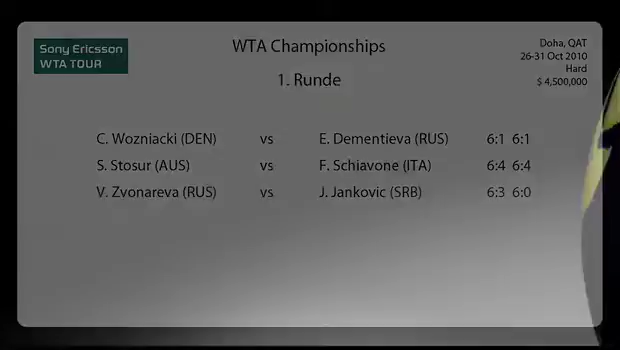 Sony Ericsson
WTA TOUR
WTA Championships
1. Runde
Doha, QAT
26-31 Oct 2010
Hard
$ 4,500,000
C. Wozniacki (DEN) vs E. Dementieva (RUS) 6:1 6:1
S. Stosur (AUS) vs F. Schiavone (ITA) 6:4 6:4
V. Zvonareva (RUS) vs J. Jankovic (SRB) 6:3 6:0